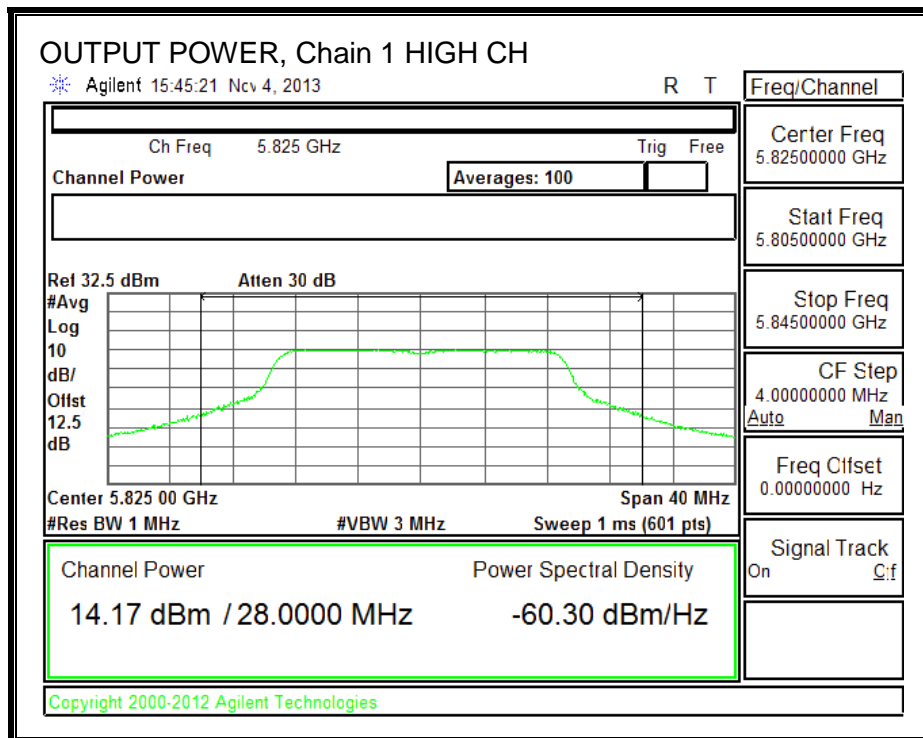 OUTPUT POWER, Chain 1 HIGH CH
Agilent 15:45:21 Nov 4, 2013 R T
Freq/Channel
Ch Freq 5.825 GHz Trig Free
Channel Power Averages: 100
Center Freq
5.82500000 GHz
Start Freq
5.80500000 GHz
Stop Freq
5.84500000 GHz
CF Step
4.00000000 MHz
Auto Man
Freq Offset
0.00000000 Hz
Signal Track
On Off
Ref 32.5 dBm Atten 30 dB
#Avg
Log
10
dB/
Offst
12.5
dB
Center 5.825 00 GHz Span 40 MHz
#Res BW 1 MHz #VBW 3 MHz Sweep 1 ms (601 pts)
Channel Power Power Spectral Density
14.17 dBm / 28.0000 MHz -60.30 dBm/Hz
Copyright 2000-2012 Agilent Technologies